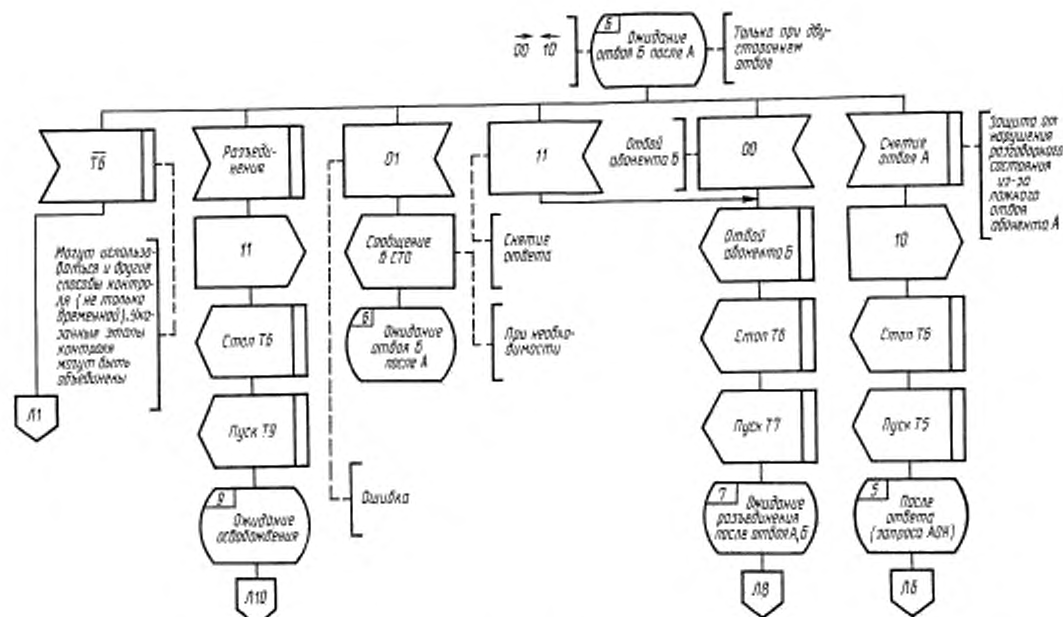 00 10
Б
Ожидание
отбоя Б после А
Только при дву-
стороннем
отбое
Т6
Разъеди-
нения
01
11
Отбой
абонента Б
00
Снятие
отбоя А
Защита от
нарушения
разговорного
состояния
из-за
ложного
отбоя
абонента А
Могут использо-
ваться и другие
способы контро-
ля (не только
временной). Ука-
занные этапы
контроля
могут быть
объединены
Л1
11
Стоп Т6
Пуск Т9
9
Ожидание
освобождения
Л10
Сообщение
в СТО
6
Ожидание
отбоя Б
после А
Снятие
ответа
При необхо-
димости
Ошибка
Отбой
абонента Б
Стоп Т6
Пуск Т7
7
Ожидание
разъединения
после отбоя А,Б
Л8
10
Стоп Т6
Пуск Т5
5
После
ответа
(запроса АОН)
Л6